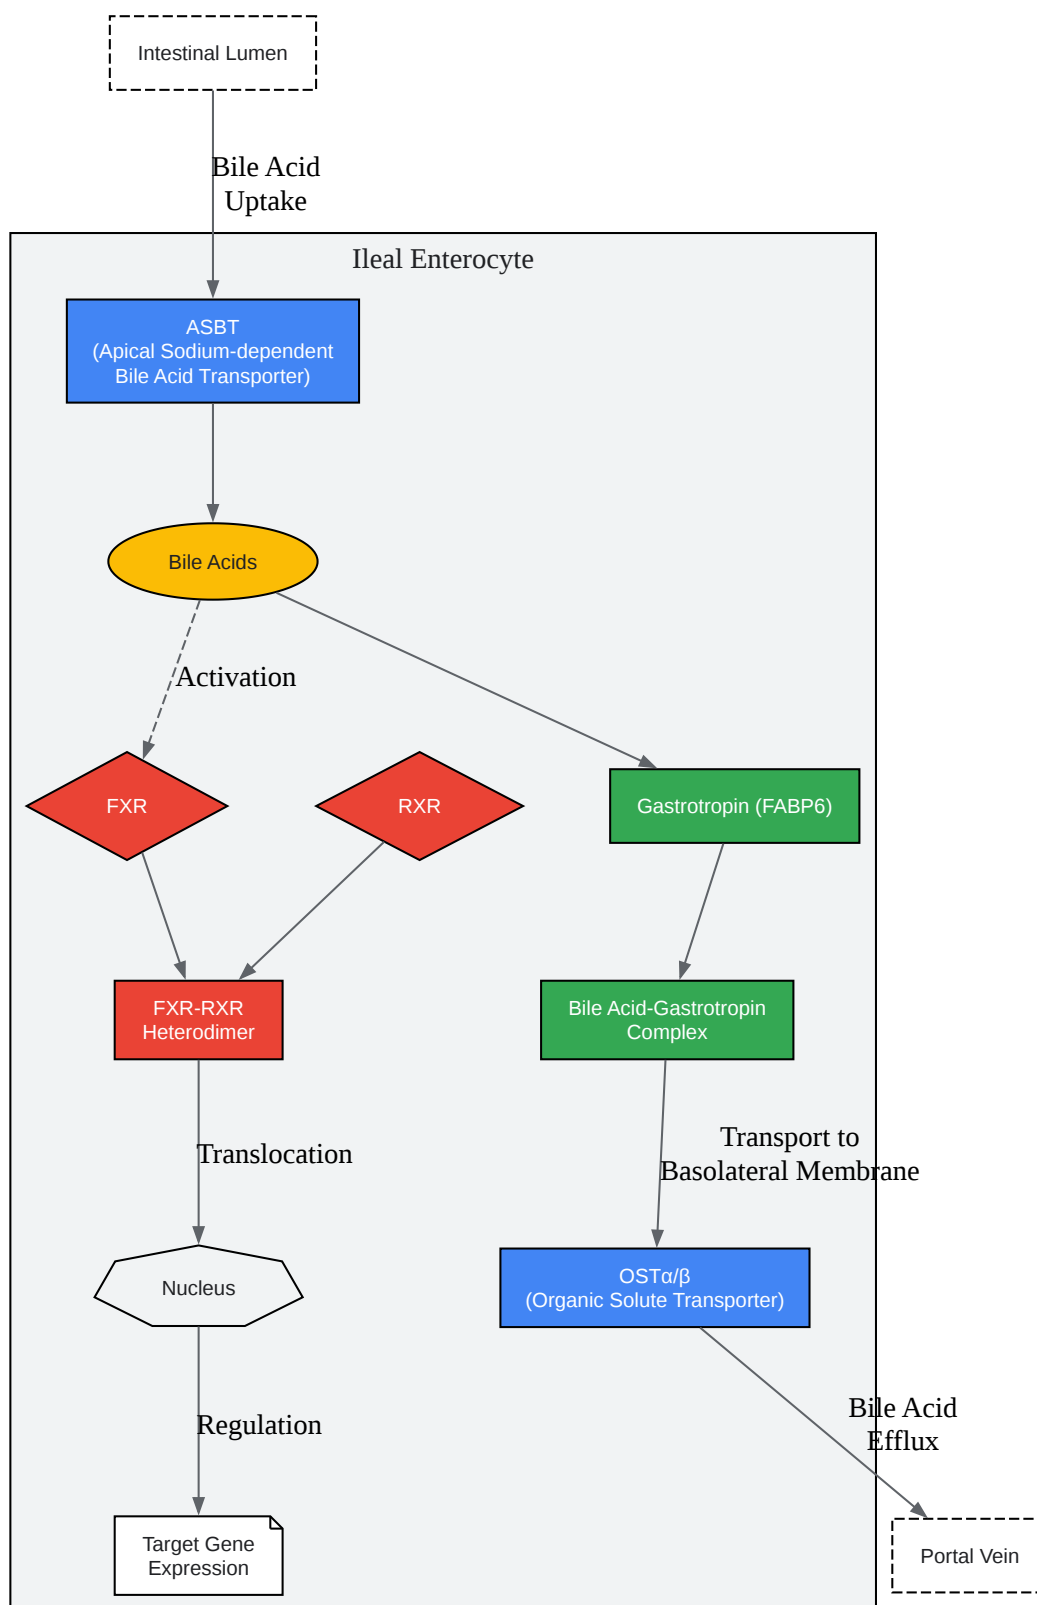 Intestinal Lumen
Bile Acid
Uptake
Ileal Enterocyte
ASBT
(Apical Sodium-dependent
Bile Acid Transporter)
Bile Acids
Activation
FXR
RXR
Gastrotropin (FABP6)
FXR-RXR
Heterodimer
Bile Acid-Gastrotropin
Complex
Translocation
Transport to
Basolateral Membrane
Nucleus
OSTα/β
(Organic Solute Transporter)
Regulation
Bile Acid
Efflux
Target Gene
Expression
Portal Vein